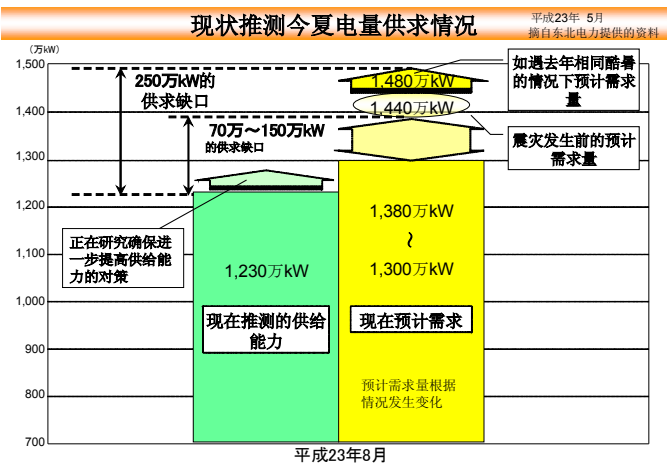 现状推测今夏电量供求情况
平成23年 5月
摘自东北电力提供的资料
(万kW)
1,500
1,400
1,300
1,200
1,100
1,000
900
800
700
250万kW的
供求缺口
70万～150万kW
的供求缺口
1,480万kW
1,440万kW
如遇去年相同酷暑
的情况下预计需求
量
震灾发生前的预计
需求量
正在研究确保进
一步提高供给能
力的对策
1,230万kW
现在推测的供给
能力
1,380万kW
～
1,300万kW
现在预计需求
预计需求量根据
情况发生变化
平成23年8月